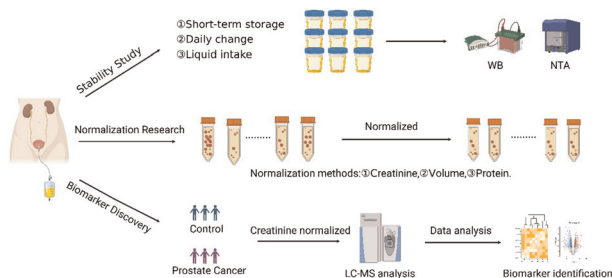 Stability Study
①Short-term storage
②Daily change
③Liquid intake
WB
NTA
Normalization Research
Normalized
Normalization methods:①Creatinine,②Volume,③Protein.
Biomarker Discovery
Control
Prostate Cancer
Creatinine normalized
LC-MS analysis
Data analysis
Biomarker identification